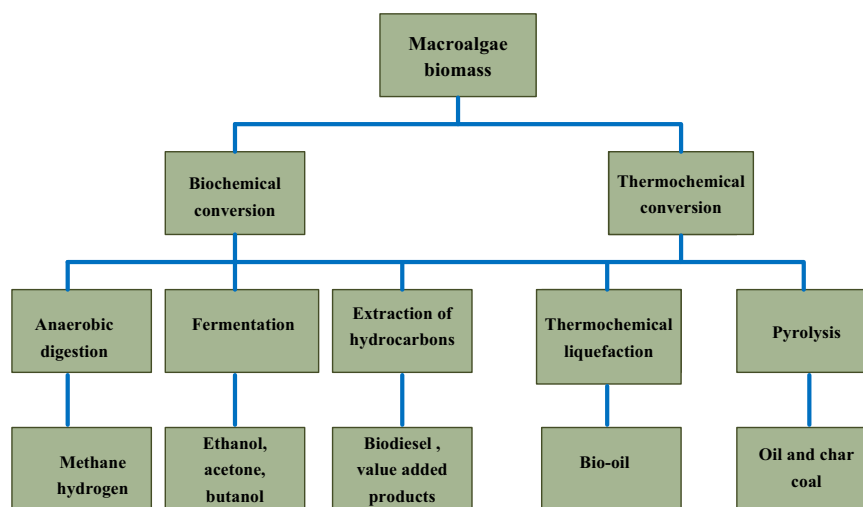 Macroalgae
biomass
Biochemical
conversion
Thermochemical
conversion
Anaerobic
digestion
Fermentation
Extraction of
hydrocarbons
Thermochemical
liquefaction
Pyrolysis
Methane
hydrogen
Ethanol,
acetone,
butanol
Biodiesel ,
value added
products
Bio-oil
Oil and char
coal